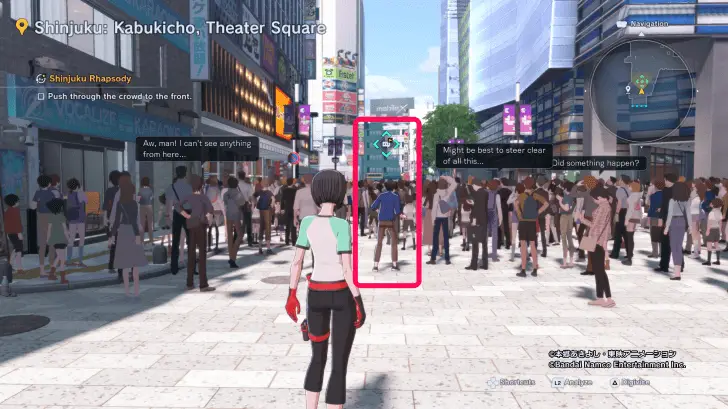 Shinjuku: Kabukicho, Theater Square
Navigation
Shinjuku Rhapsody
Push through the crowd to the front.
Aw, man! I can't see anything
from here...
Might be best to steer clear
of all this...
Did something happen?
©本郷あきよし・東映アニメーション
©Bandai Namco Entertainment Inc.
Shortcuts
L2 Analyze
Digivice